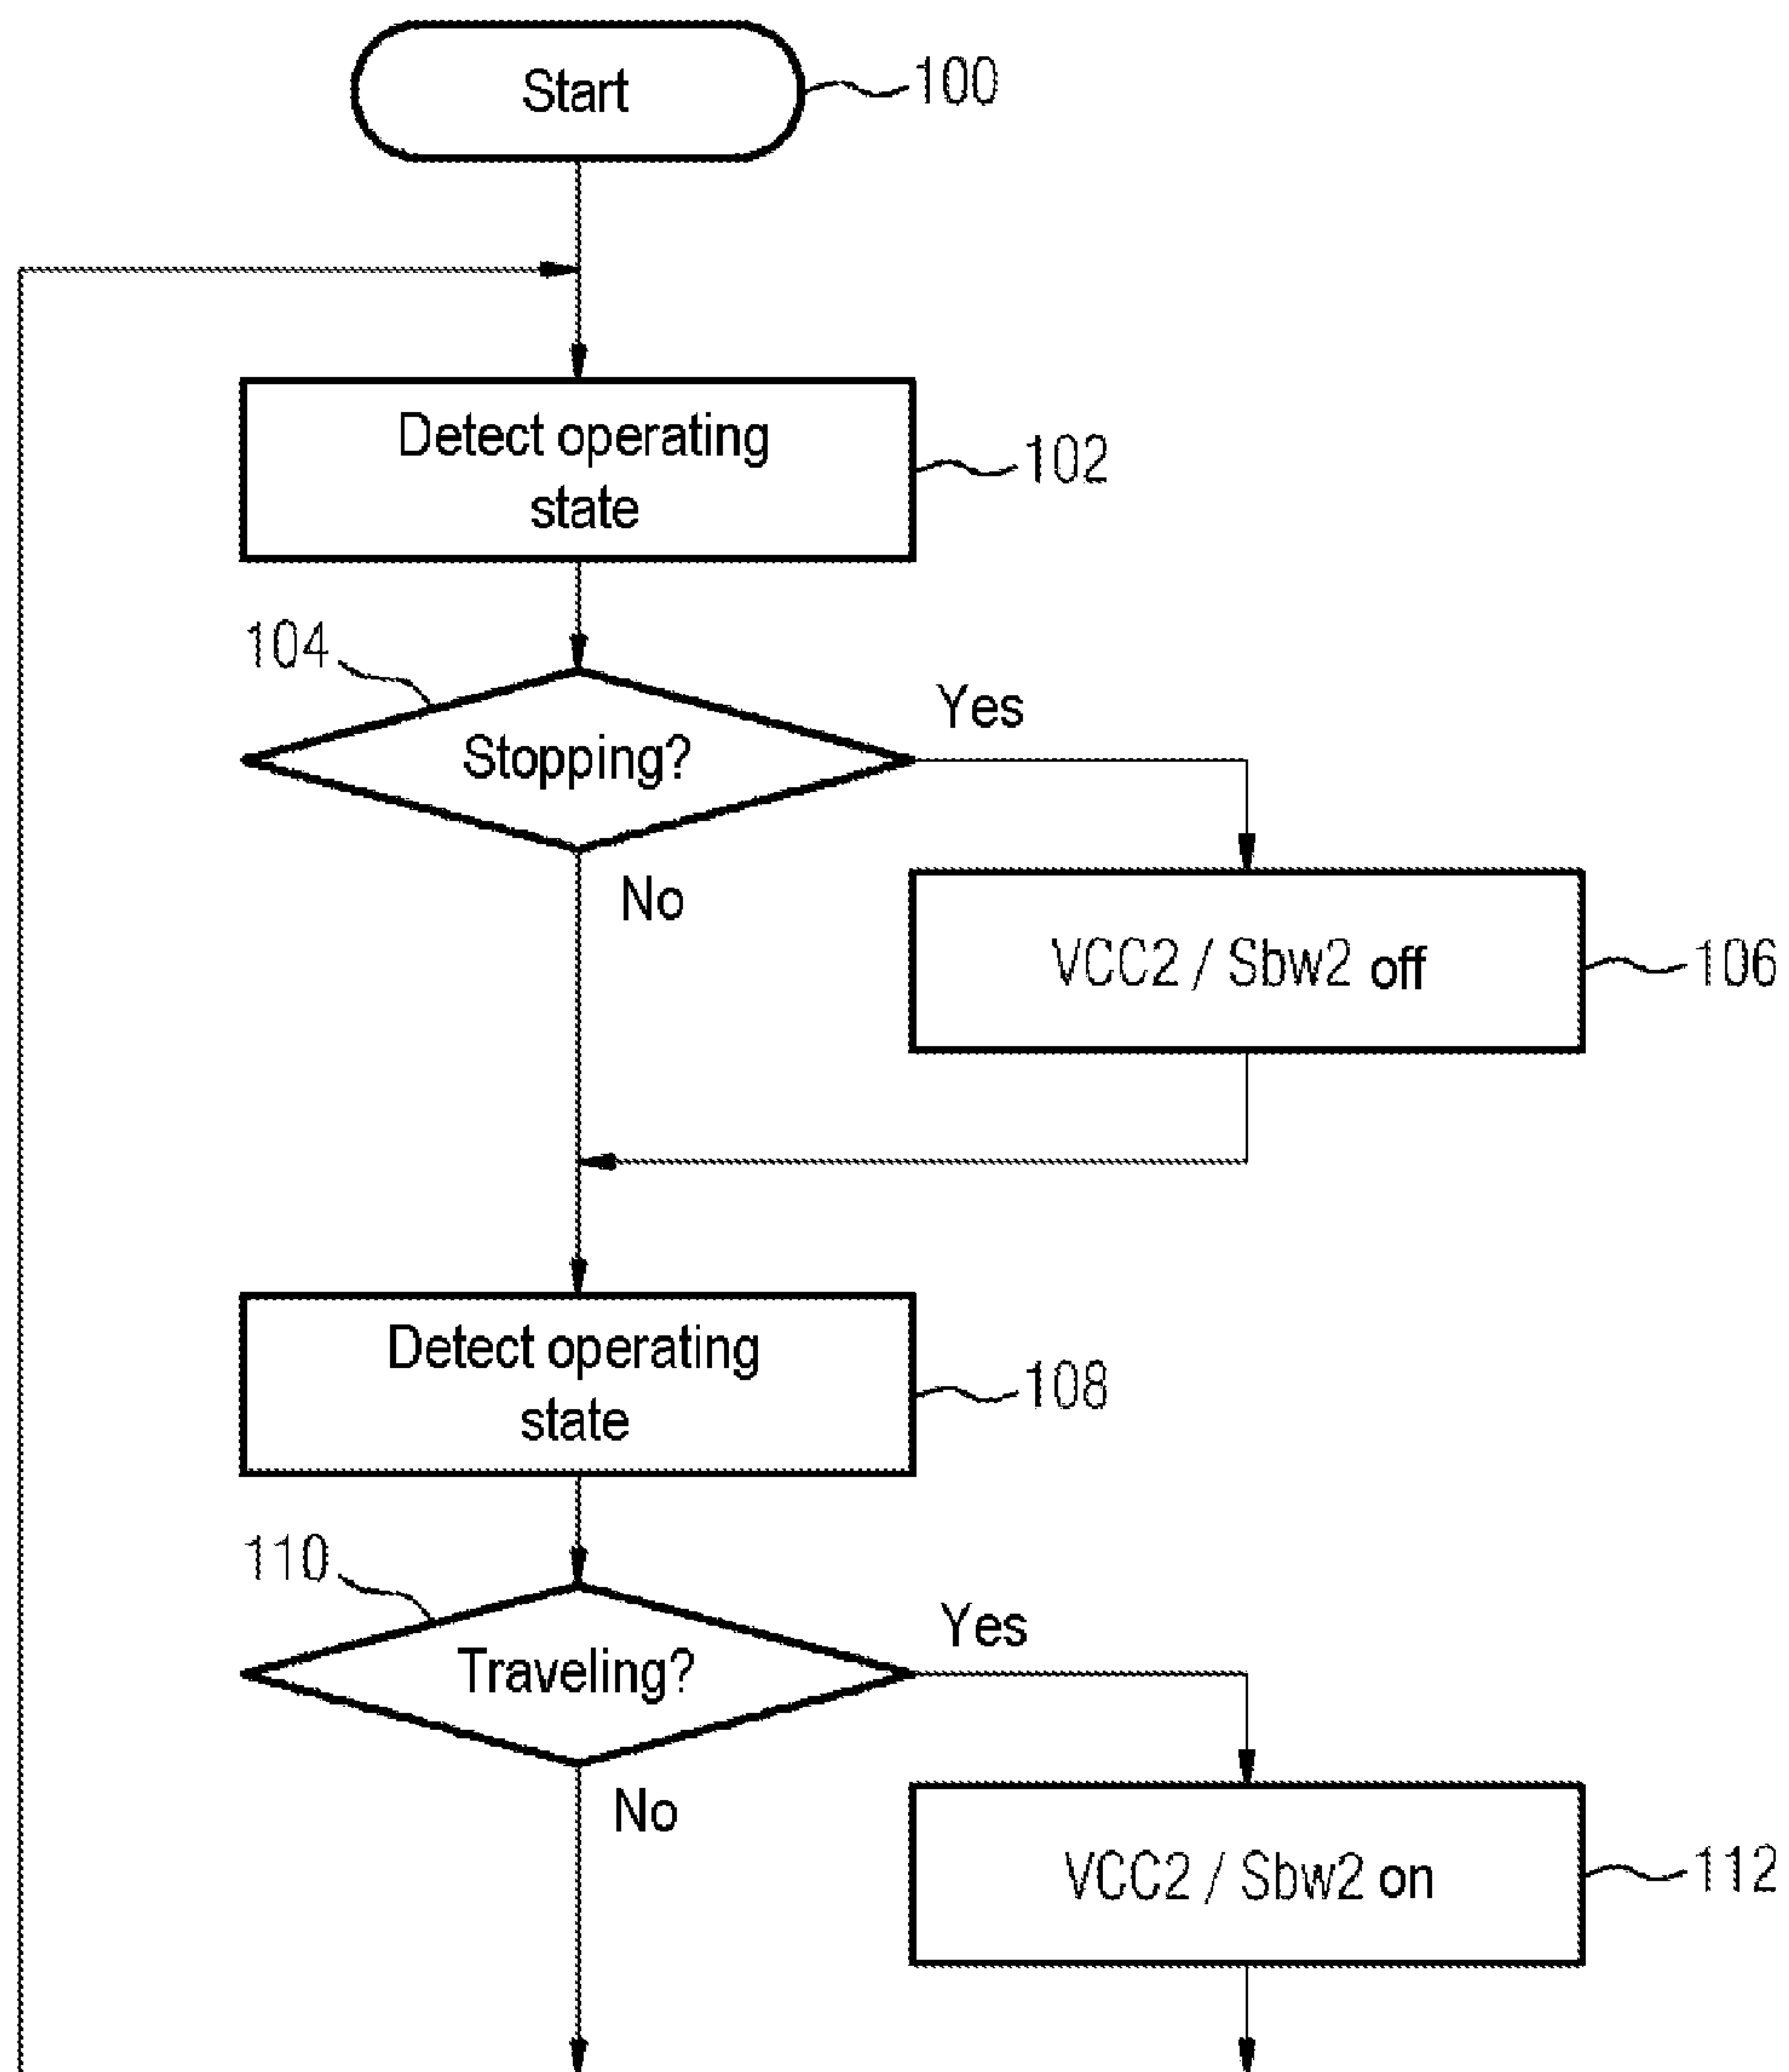 Start
100
Detect operating
state
102
104
Stopping?
Yes
No
VCC2 / Sbw2 off
106
Detect operating
state
108
110
Traveling?
Yes
No
VCC2 / Sbw2 on
112